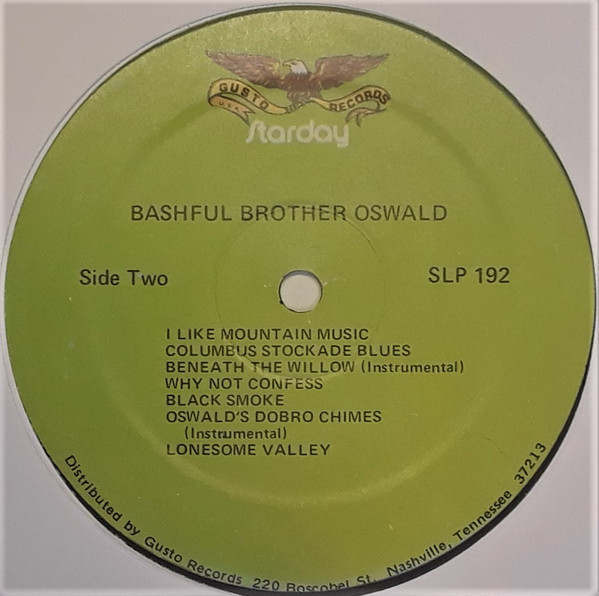 GUSTO RECORDS
U.S.A.
Starday
BASHFUL BROTHER OSWALD
Side Two
SLP 192
I LIKE MOUNTAIN MUSIC
COLUMBUS STOCKADE BLUES
BENEATH THE WILLOW (Instrumental)
WHY NOT CONFESS
BLACK SMOKE
OSWALD'S DOBRO CHIMES
(Instrumental)
LONESOME VALLEY
Distributed by Gusto Records 220 Boscobel St. Nashville, Tennessee 37213